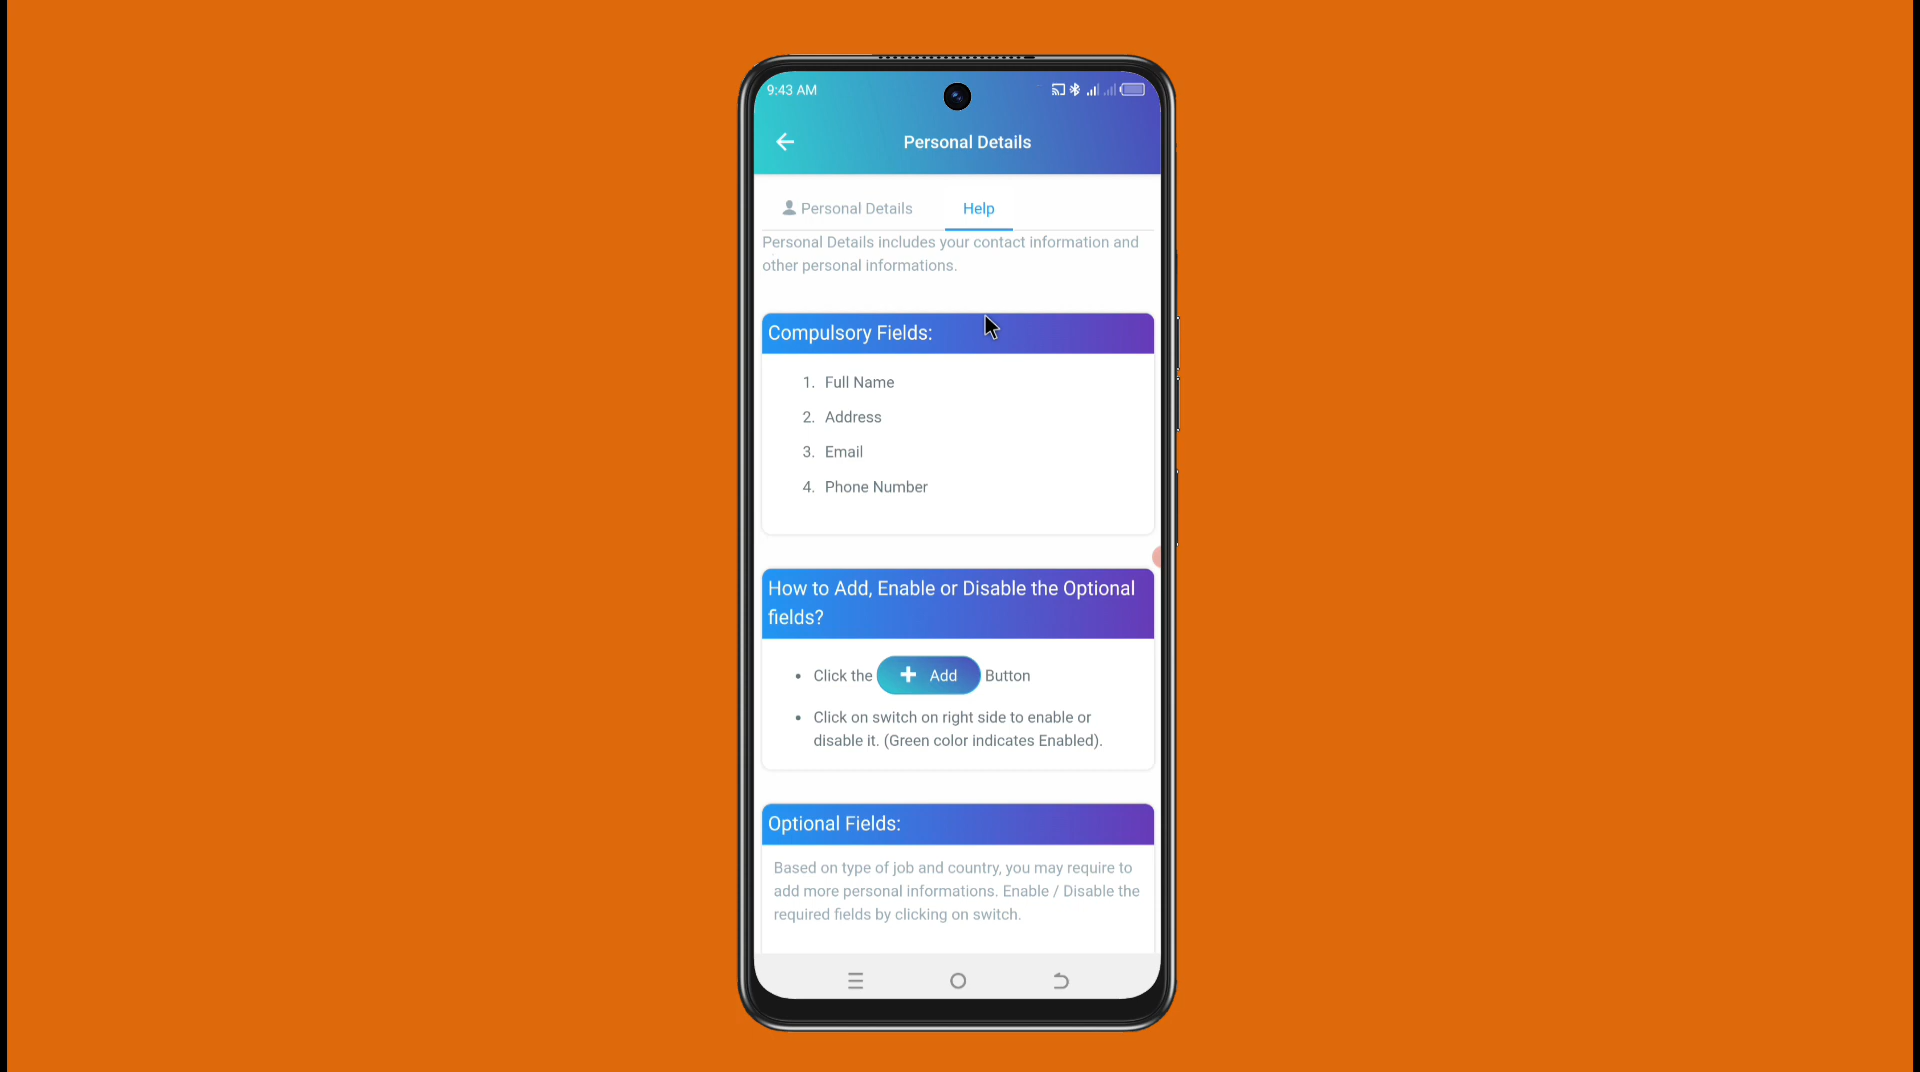 9:43 AM
Personal Details
Personal Details
Help
Personal Details includes your contact information and
other personal informations.
Compulsory Fields:
1. Full Name
2. Address
3. Email
4. Phone Number
How to Add, Enable or Disable the Optional
fields?
• Click the + Add Button
• Click on switch on right side to enable or
disable it. (Green color indicates Enabled).
Optional Fields:
Based on type of job and country, you may require to
add more personal informations. Enable / Disable the
required fields by clicking on switch.